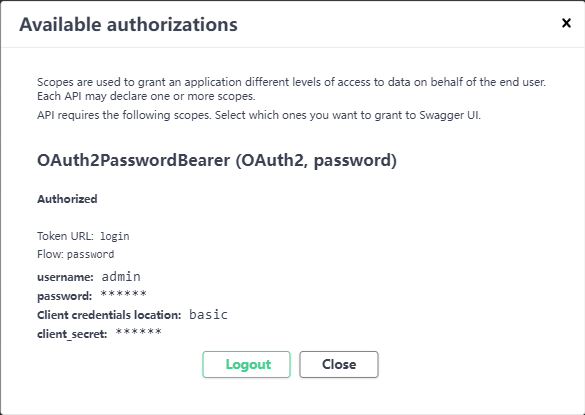 Available authorizations
×
Scopes are used to grant an application different levels of access to data on behalf of the end user.
Each API may declare one or more scopes.
API requires the following scopes. Select which ones you want to grant to Swagger UI.
OAuth2PasswordBearer (OAuth2, password)
Authorized
Token URL: login
Flow: password
username: admin
password: ******
Client credentials location: basic
client_secret: ******
Logout Close